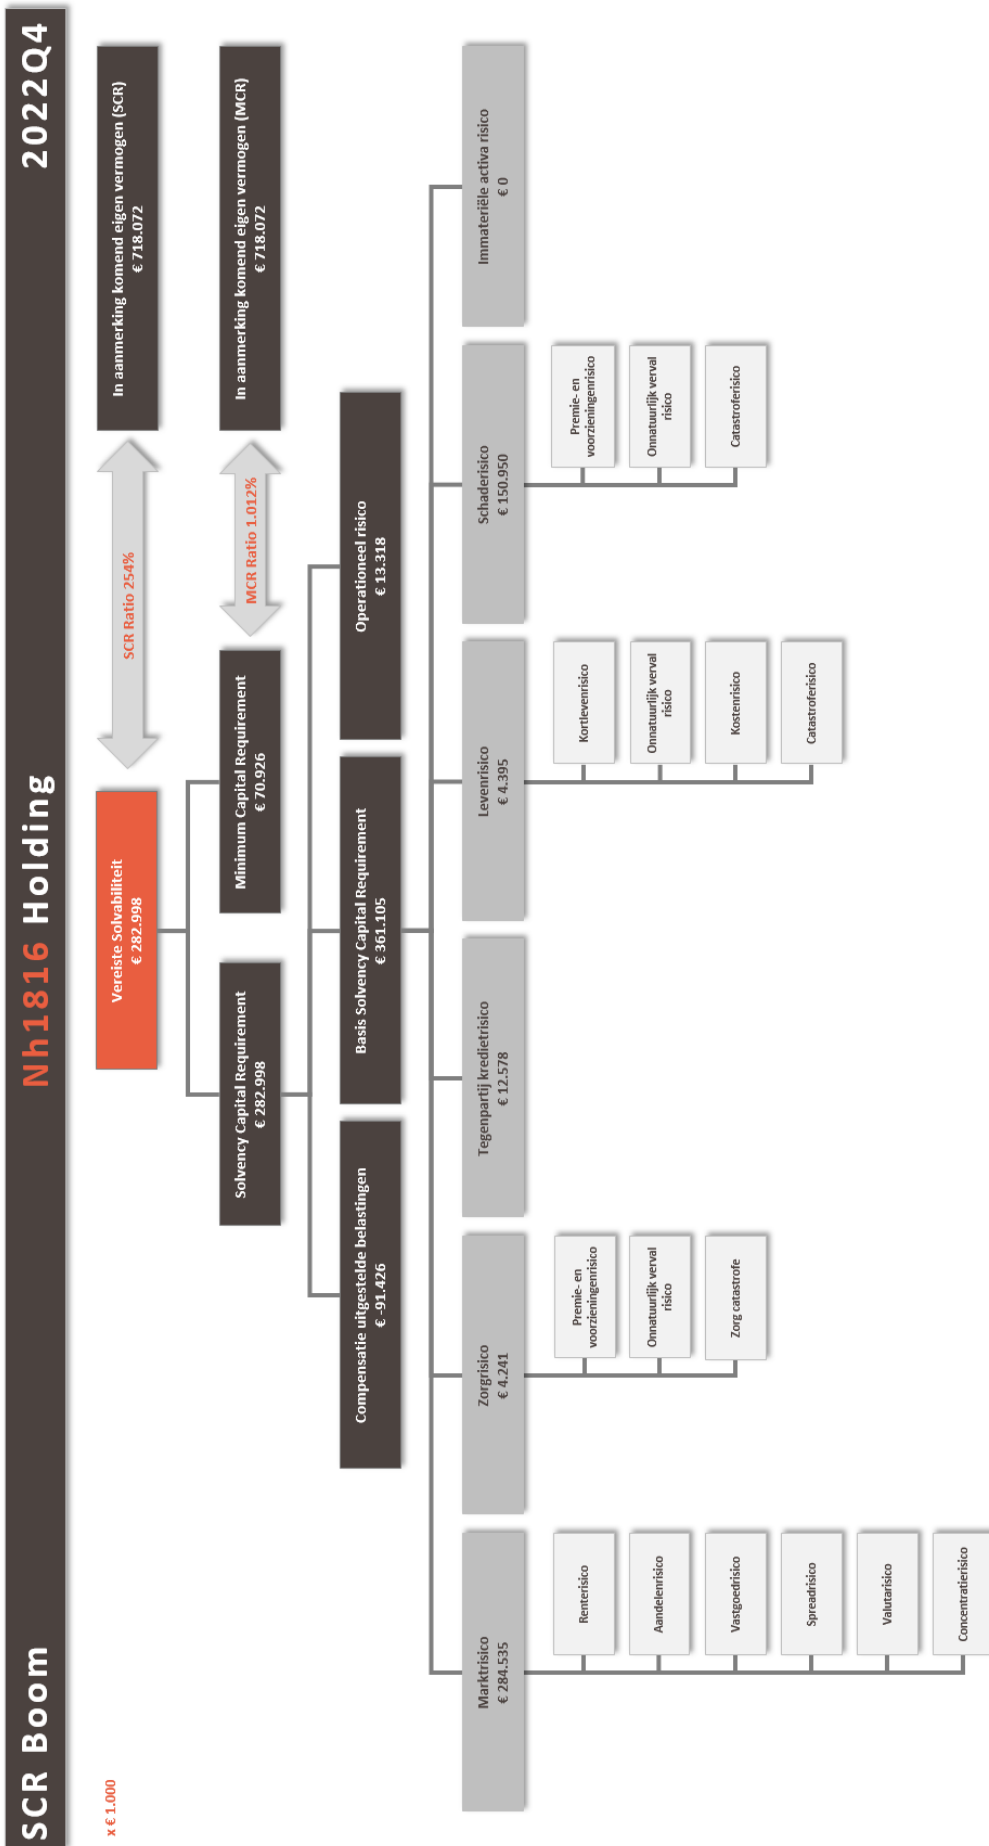 SCR Boom
Nh1816 Holding
2022Q4
x € 1.000
Vereiste Solvabiliteit
€ 282.998
SCR Ratio 254%
In aanmerking komend eigen vermogen (SCR)
€ 718.072
Solvency Capital Requirement
€ 282.998
Minimum Capital Requirement
€ 70.926
MCR Ratio 1.012%
In aanmerking komend eigen vermogen (MCR)
€ 718.072
Compensatie uitgestelde belastingen
€ -91.426
Basis Solvency Capital Requirement
€ 361.105
Operationeel risico
€ 13.318
Marktrisico
€ 284.535
Zorgrisico
€ 4.241
Tegenpartij kredietrisico
€ 12.578
Levenrisico
€ 4.395
Schaderisico
€ 150.950
Immateriële activa risico
€ 0
Renterisico
Aandelenrisico
Vastgoedrisico
Spreadrisico
Valutarisico
Concentratierisico
Premie- en
voorzieningenrisico
Onnatuurlijk verval
risico
Zorg catastrofe
Kortlevenrisico
Onnatuurlijk verval
risico
Kostenrisico
Catastroferisico
Premie- en
voorzieningenrisico
Onnatuurlijk verval
risico
Catastroferisico